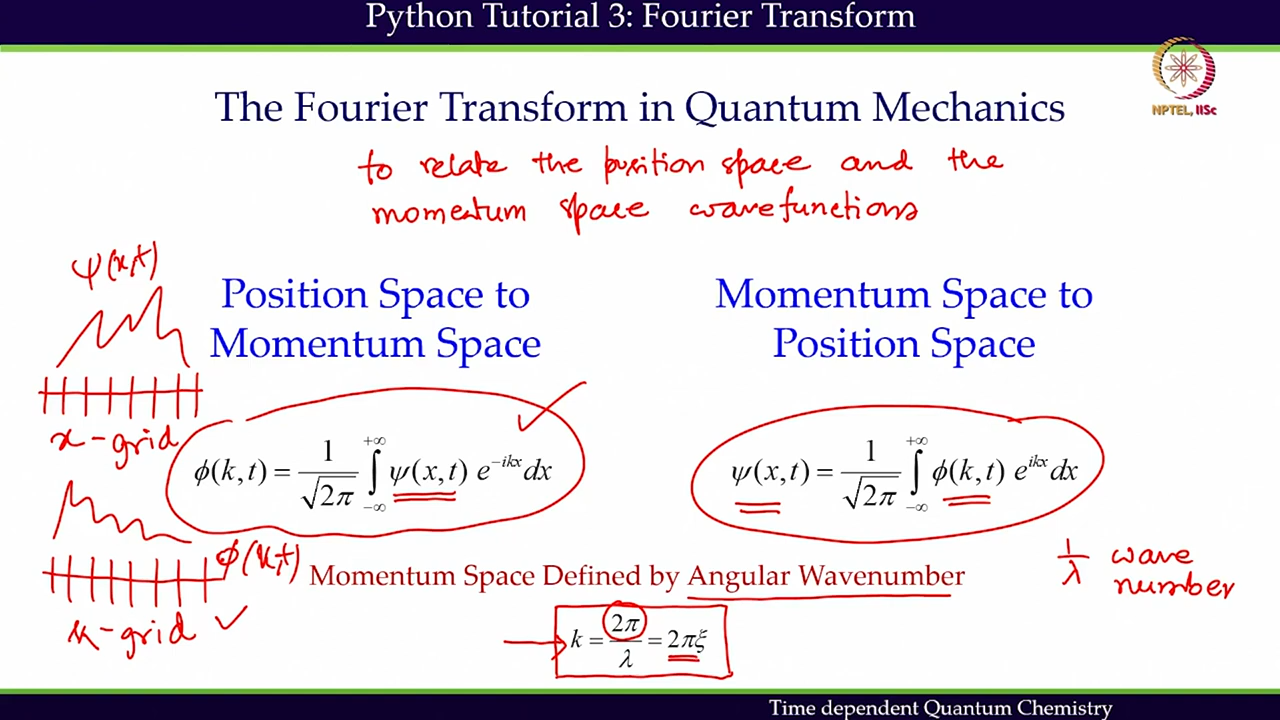 Python Tutorial 3: Fourier Transform
NPTEL, IISc
The Fourier Transform in Quantum Mechanics
to relate the position space and the
momentum space wavefunctions
ψ(x,t)
x-grid
Position Space to
Momentum Space
ϕ(k,t) = 1/√2π ∫_{-∞}^{+∞} ψ(x,t) e^{-ikx} dx
Momentum Space to
Position Space
ψ(x,t) = 1/√2π ∫_{-∞}^{+∞} ϕ(k,t) e^{ikx} dx
ϕ(k,t)
k-grid
Momentum Space Defined by Angular Wavenumber
1/λ wave
number
k = 2π/λ = 2πξ
Time dependent Quantum Chemistry